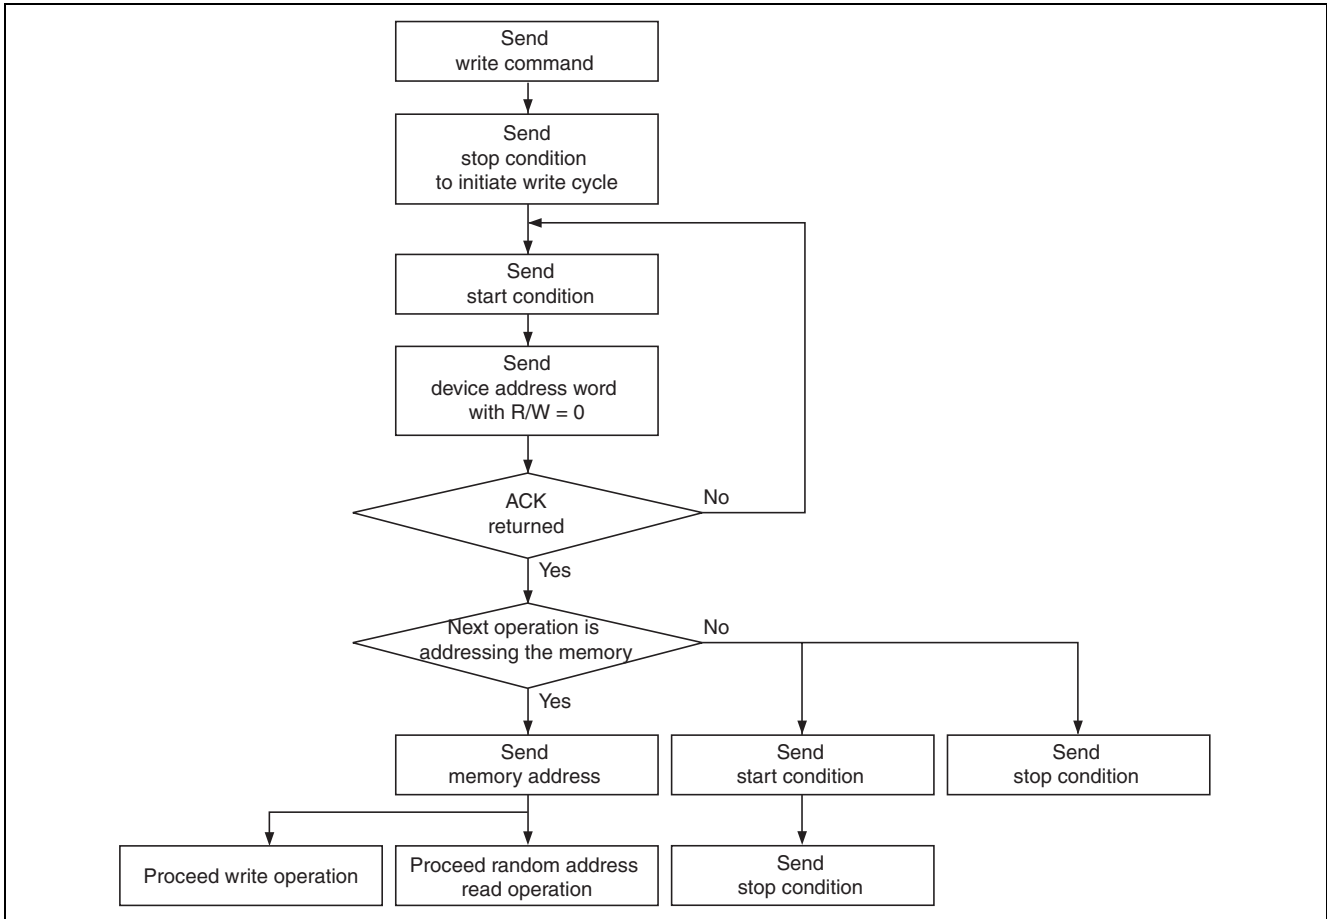 Send
write command
Send
stop condition
to initiate write cycle
Send
start condition
Send
device address word
with R/W = 0
ACK
returned
No
Yes
Next operation is
addressing the memory
No
Yes
Send
memory address
Send
start condition
Send
stop condition
Proceed write operation
Proceed random address
read operation
Send
stop condition